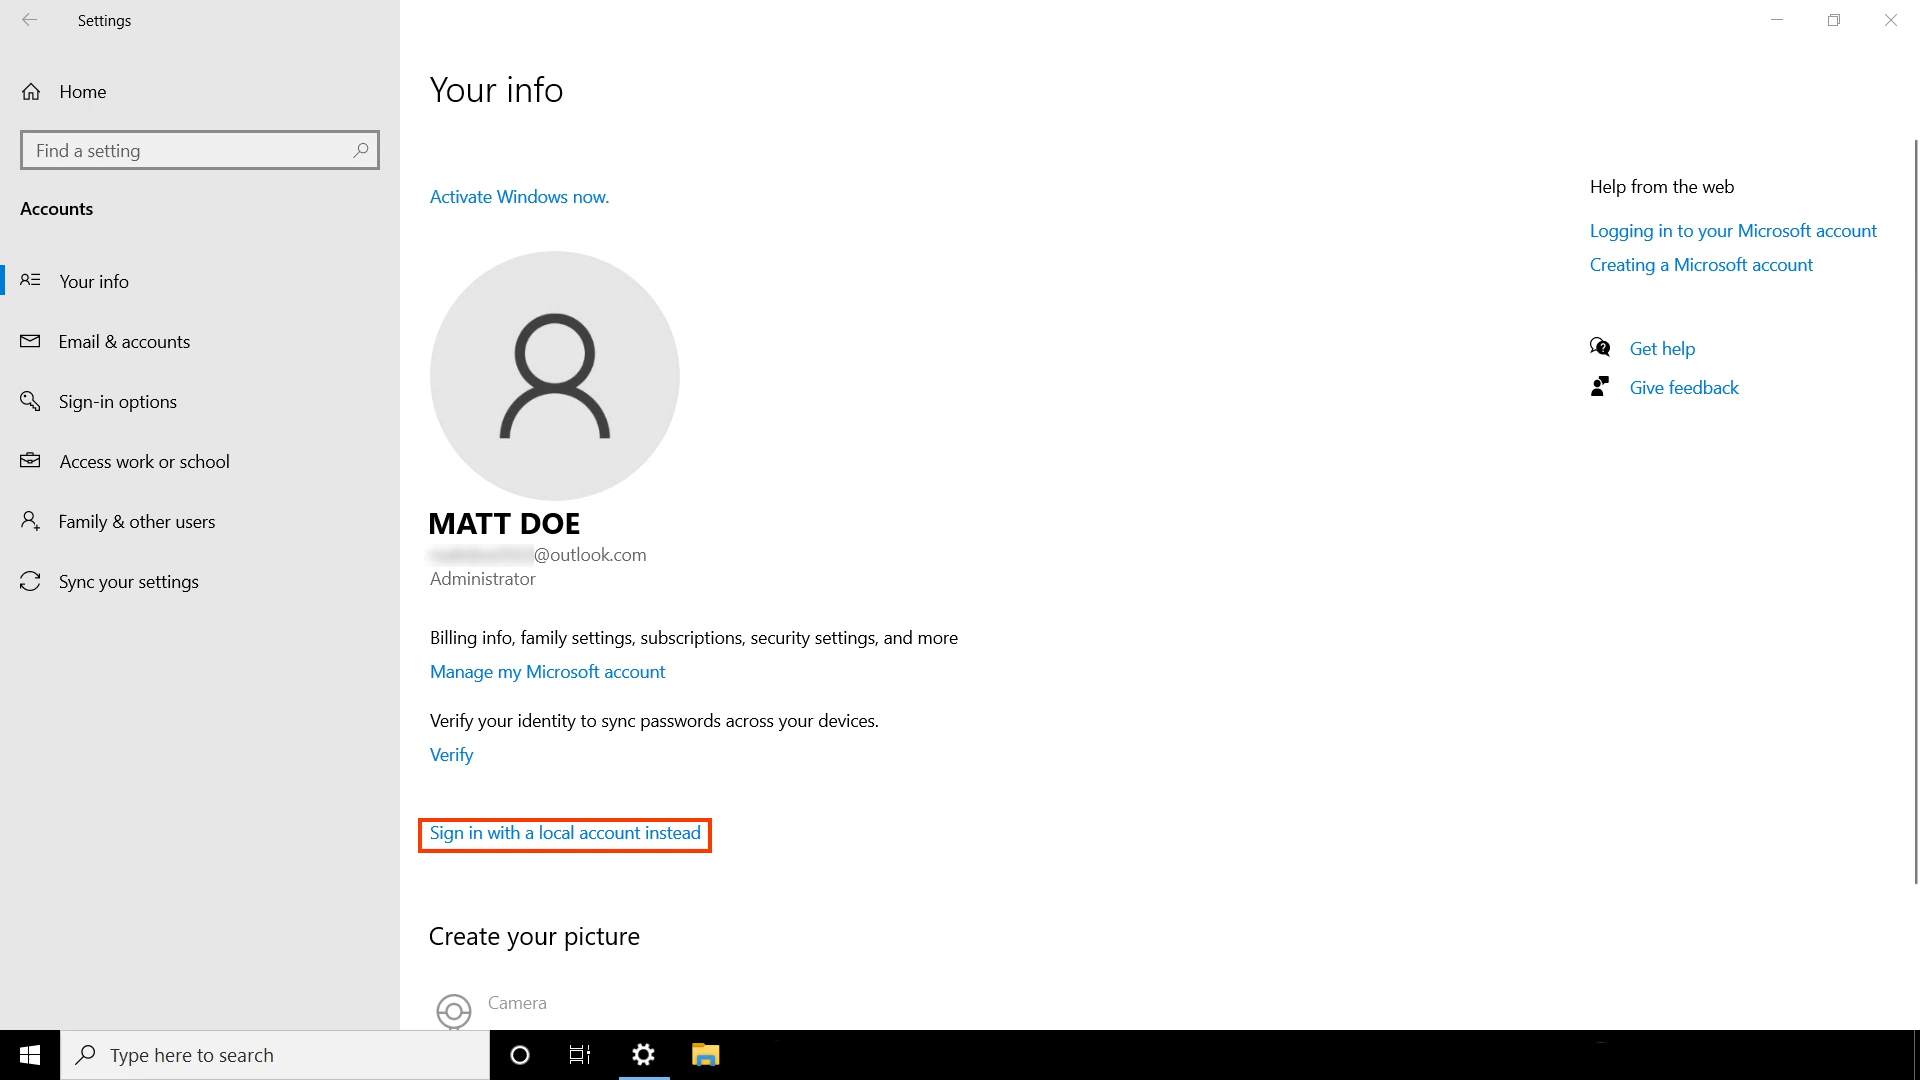 Settings
Home
Find a setting
Accounts
Your info
Email & accounts
Sign-in options
Access work or school
Family & other users
Sync your settings
Your info
Activate Windows now.
MATT DOE
@outlook.com
Administrator
Billing info, family settings, subscriptions, security settings, and more
Manage my Microsoft account
Verify your identity to sync passwords across your devices.
Verify
Sign in with a local account instead
Create your picture
Camera
Help from the web
Logging in to your Microsoft account
Creating a Microsoft account
Get help
Give feedback
Type here to search